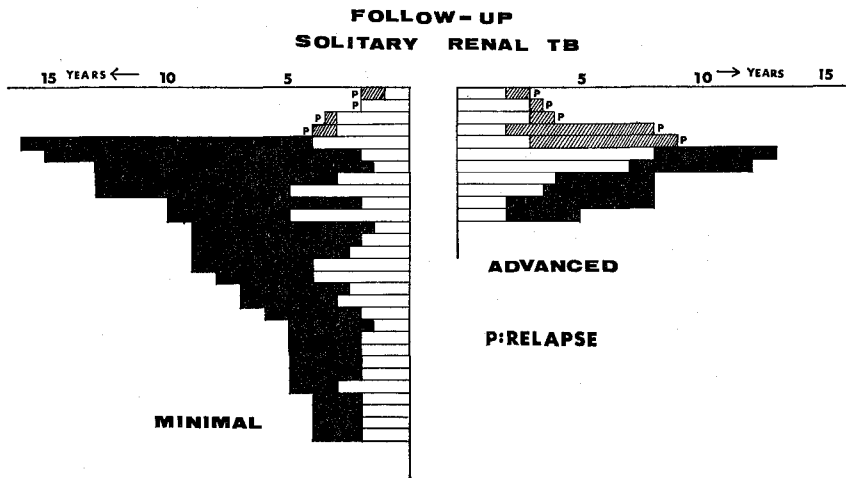 FOLLOW-UP
SOLITARY RENAL TB
15 YEARS ← 10 5
5 10 → YEARS 15
P
P
P
P
P
P
P
P
P
ADVANCED
P:RELAPSE
MINIMAL